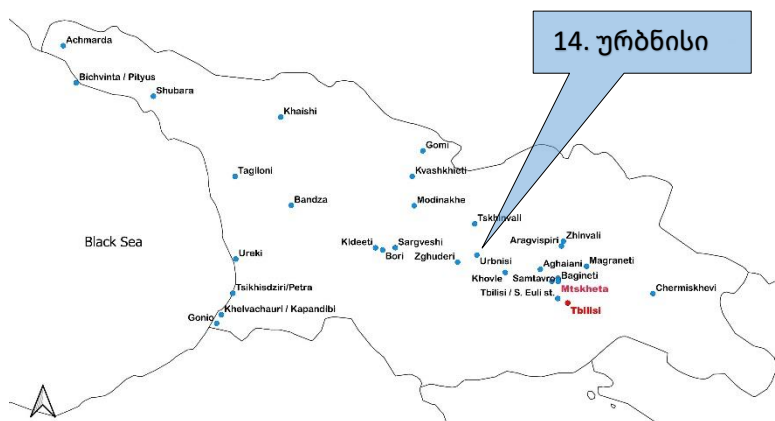 14. ურბნისი
Achmarda
Bichvinta / Pityus
Shubara
Khaishi
Gomi
Tagiloni
Kvashkhieti
Bandza
Modinakhe
Tskhinvali
Black Sea
Zhinvali
Aragvispiri
Kldeeti
Sargveshi
Bori
Zghuderi
Urbnisi
Ureki
Aghaiani
Magraneti
Khovle
Samtavro
Bagineti
Mtskheta
Tsikhisdziri/Petra
Tbilisi / S. Euli st.
Chermiskhevi
Tbilisi
Khelvachauri / Kapandibi
Gonio